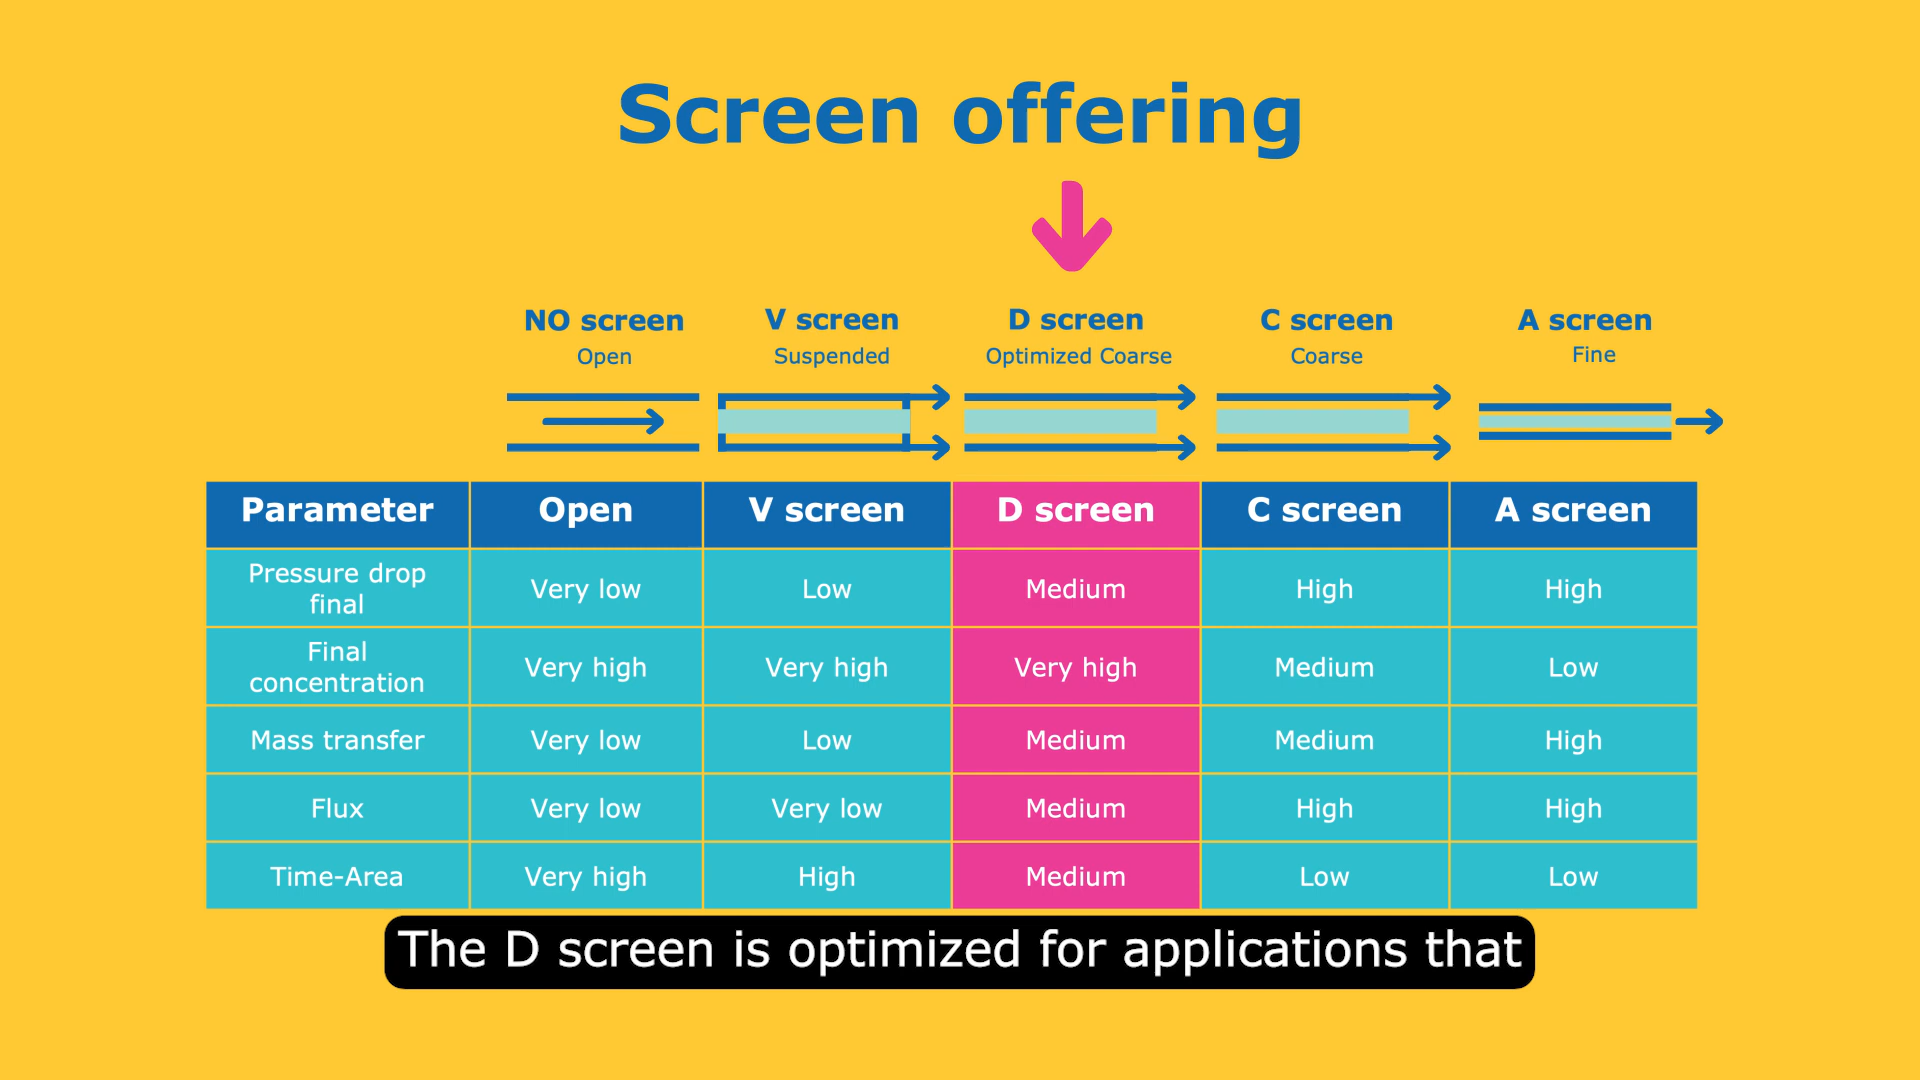 Screen offering
NO screen
Open
V screen
Suspended
D screen
Optimized Coarse
C screen
Coarse
A screen
Fine
Parameter Open V screen D screen C screen A screen
Pressure drop
final
Very low Low Medium High High
Final
concentration
Very high Very high Very high Medium Low
Mass transfer Very low Low Medium Medium High
Flux Very low Very low Medium High High
Time-Area Very high High Medium Low Low
The D screen is optimized for applications that